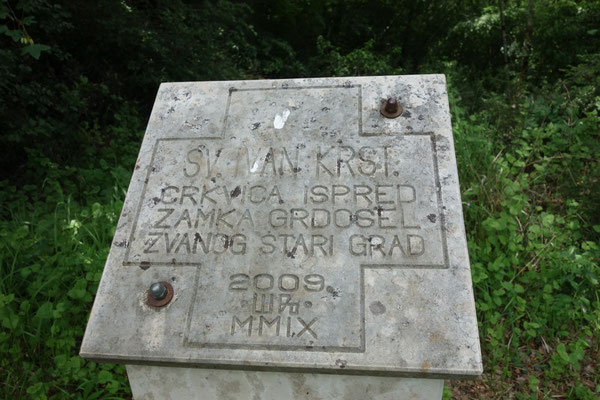 SV. IVAN KRST.
CRKVICA ISPRED
ZAMKA GRDOSEL
ZVANOG STARI GRAD
2009
MMIX